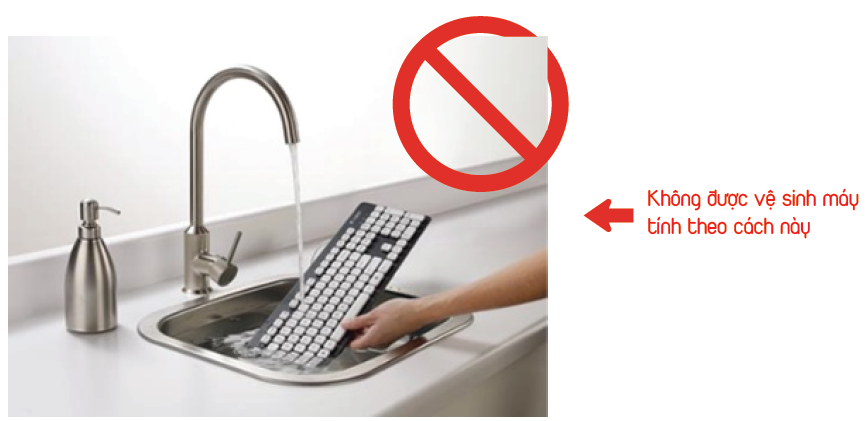 Không được vệ sinh máy
tính theo cách này